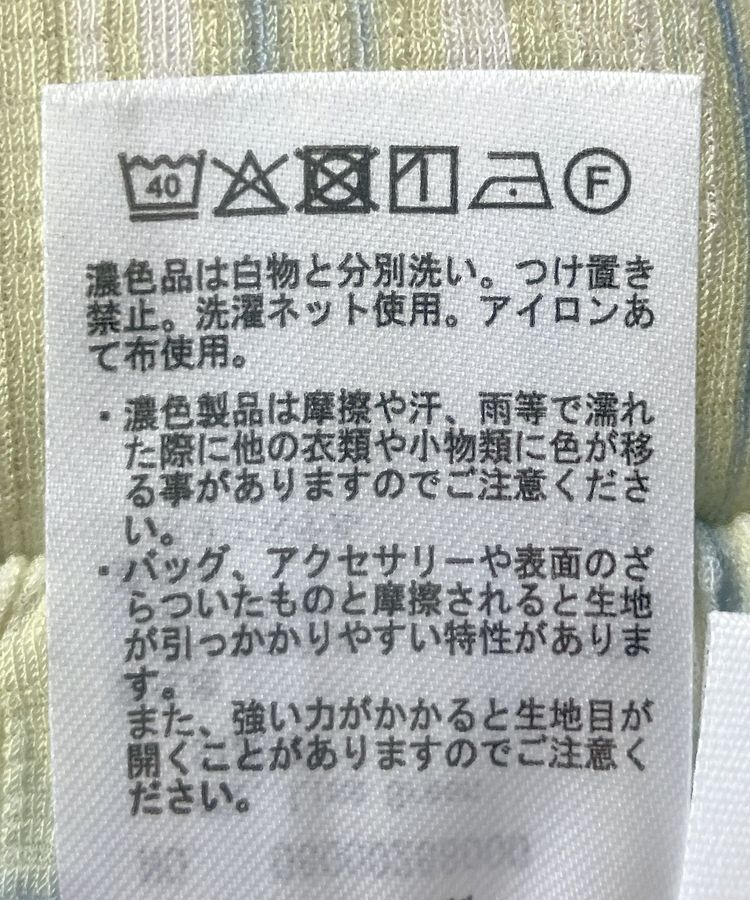 40 F
濃色品は白物と分別洗い。つけ置き
禁止。洗濯ネット使用。アイロンあ
て布使用。
・濃色製品は摩擦や汗、雨等で濡れ
た際に他の衣類や小物類に色が移
る事がありますのでご注意くださ
い。
・バッグ、アクセサリーや表面のざ
らついたものと摩擦されると生地
が引っかかりやすい特性がありま
す。
また、強い力がかかると生地目が
開くことがありますのでご注意く
ださい。